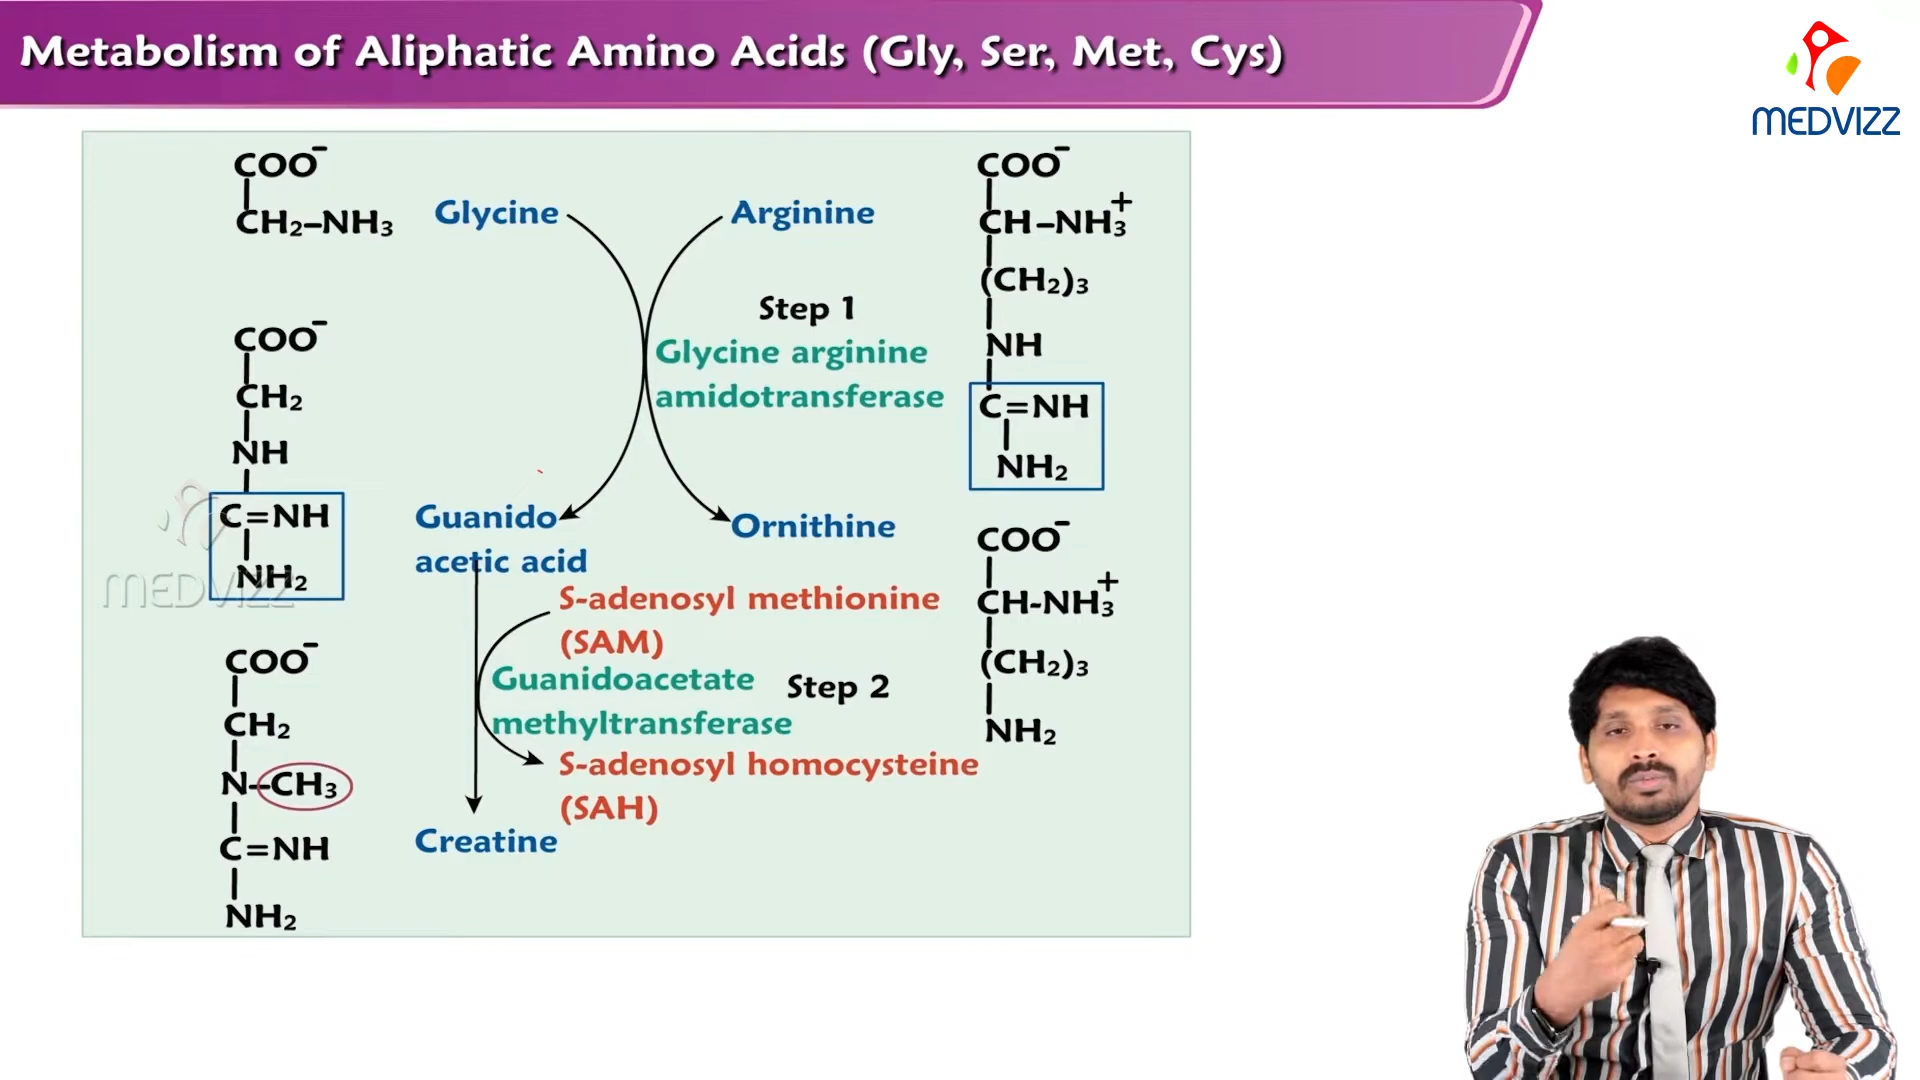 Metabolism of Aliphatic Amino Acids (Gly, Ser, Met, Cys)
MEDVIZZ
COO⁻
CH₂–NH₃
Glycine
Arginine
COO⁻
CH–NH₃⁺
(CH₂)₃
NH
C=NH
NH₂
Step 1
Glycine arginine
amidotransferase
COO⁻
CH₂
NH
C=NH
NH₂
MEDVIZZ
Guanido
acetic acid
Ornithine
COO⁻
CH-NH₃⁺
(CH₂)₃
NH₂
S-adenosyl methionine
(SAM)
Guanidoacetate
methyltransferase
Step 2
S-adenosyl homocysteine
(SAH)
Creatine
COO⁻
CH₂
N–CH₃
C=NH
NH₂